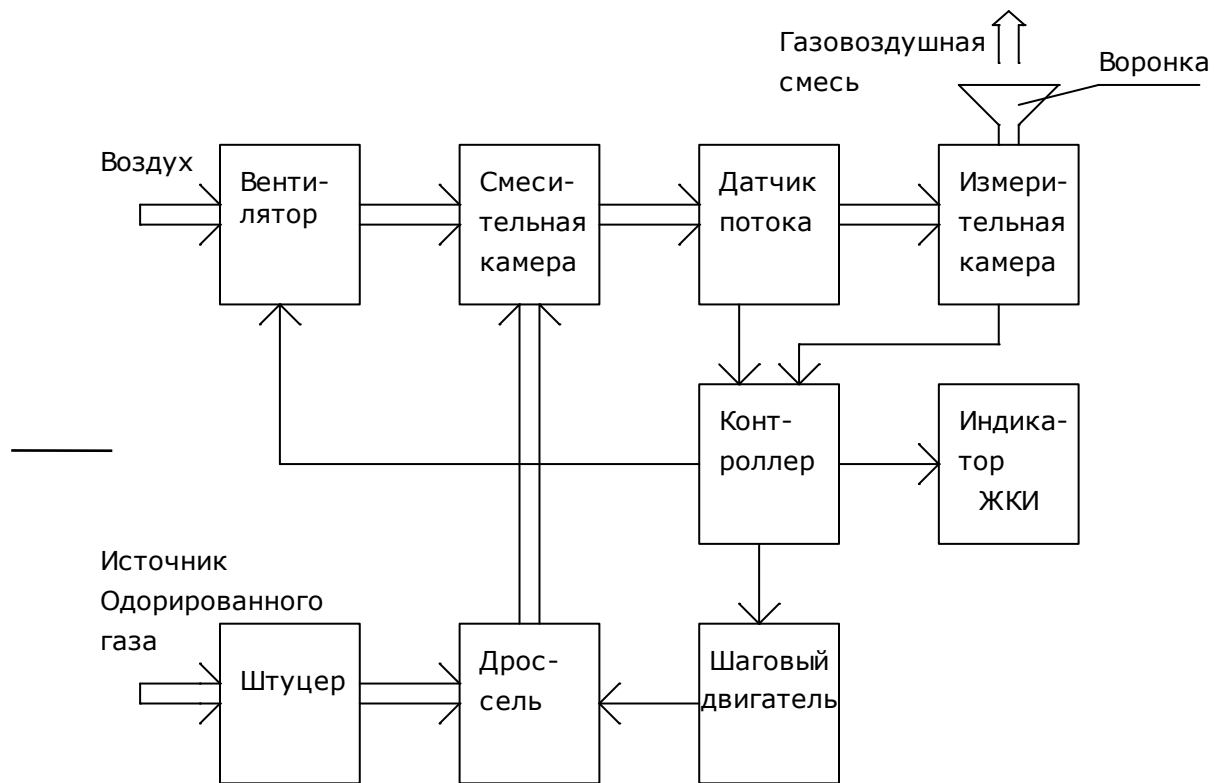 Газовоздушная
смесь
Воронка
Воздух
Венти-
лятор
Смеси-
тельная
камера
Датчик
потока
Измери-
тельная
камера
Конт-
роллер
Индика-
тор
ЖКИ
Источник
Одорированного
газа
Штуцер
Дрос-
сель
Шаговый
двигатель